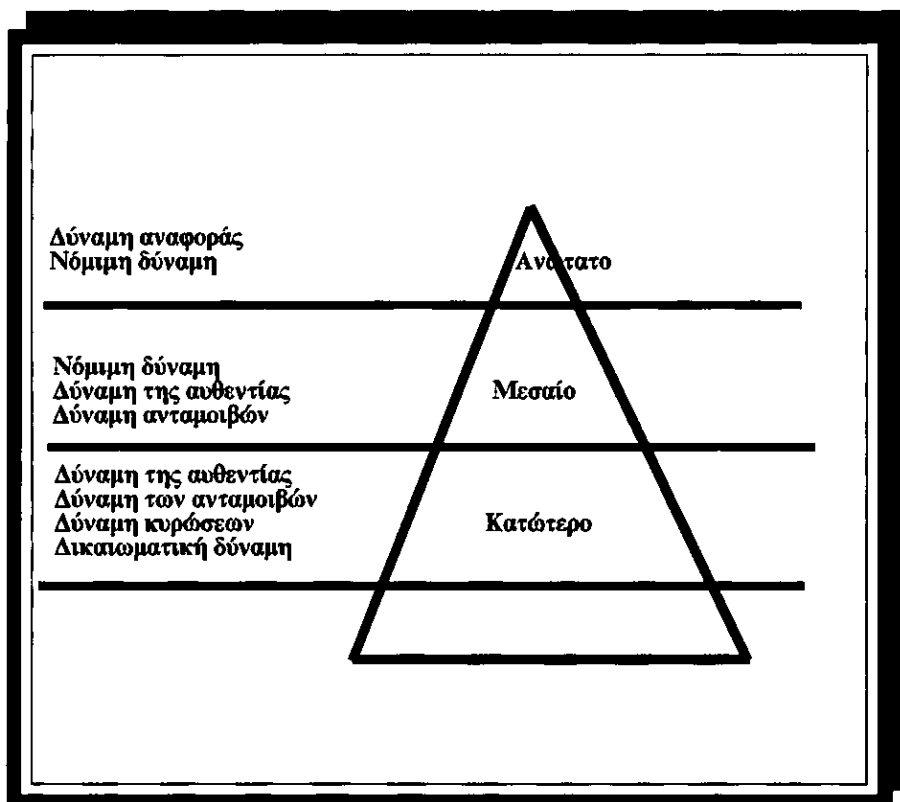 Δύναμη αναφοράς
Νόμιμη δύναμη
Ανώτατο
Νόμιμη δύναμη
Δύναμη της αυθεντίας
Δύναμη ανταμοιβών
Μεσαίο
Δύναμη της αυθεντίας
Δύναμη των ανταμοιβών
Δύναμη κυρώσεων
Δικαιωματική δύναμη
Κατώτερο